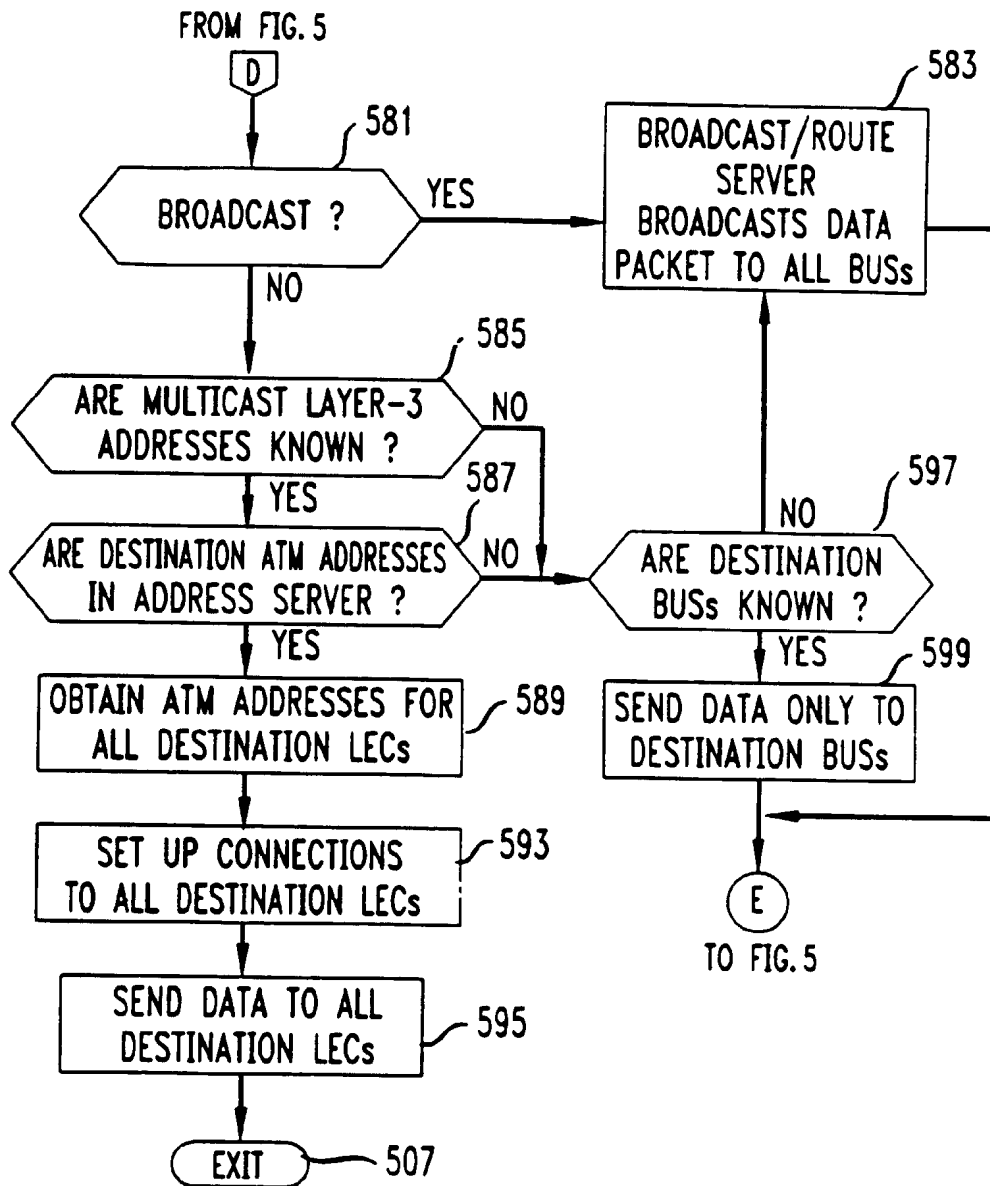 FROM FIG. 5
D
581
BROADCAST ?
YES
NO
583
BROADCAST/ROUTE
SERVER
BROADCASTS DATA
PACKET TO ALL BUSs
585
ARE MULTICAST LAYER-3
ADDRESSES KNOWN ?
NO
YES
587
ARE DESTINATION ATM ADDRESSES
IN ADDRESS SERVER ?
NO
YES
597
ARE DESTINATION
BUSs KNOWN ?
NO
YES
599
SEND DATA ONLY TO
DESTINATION BUSs
E
TO FIG. 5
589
OBTAIN ATM ADDRESSES FOR
ALL DESTINATION LECs
593
SET UP CONNECTIONS
TO ALL DESTINATION LECs
595
SEND DATA TO ALL
DESTINATION LECs
EXIT
507